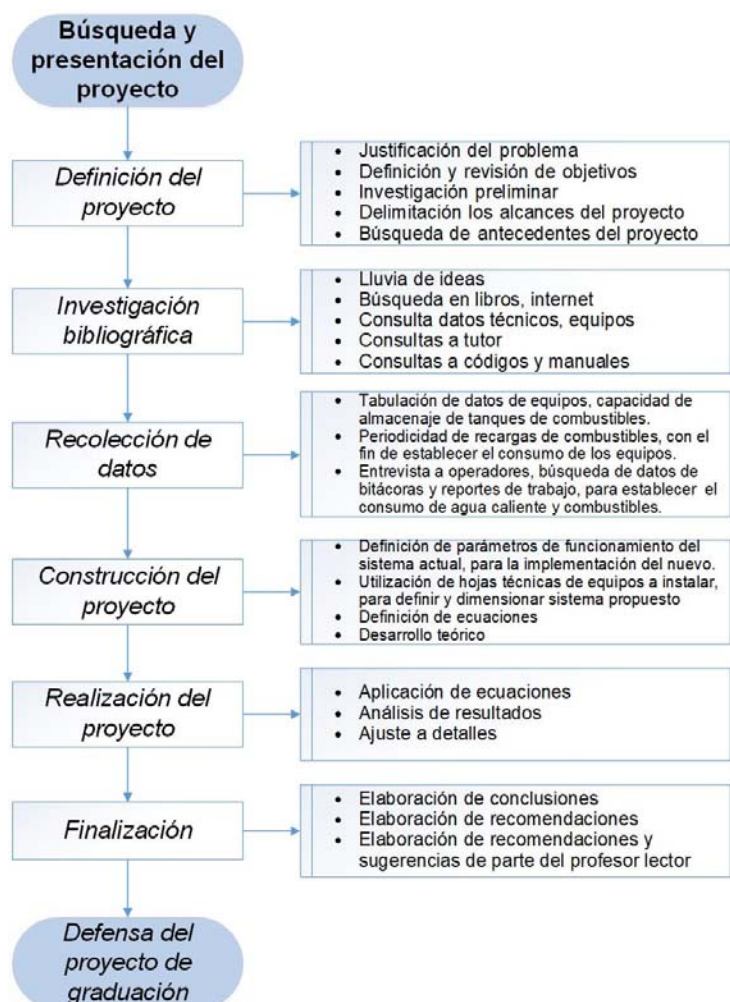 Búsqueda y
presentación del
proyecto
Definición del
proyecto
• Justificación del problema
• Definición y revisión de objetivos
• Investigación preliminar
• Delimitación los alcances del proyecto
• Búsqueda de antecedentes del proyecto
Investigación
bibliográfica
• Lluvia de ideas
• Búsqueda en libros, internet
• Consulta datos técnicos, equipos
• Consultas a tutor
• Consultas a códigos y manuales
Recolección de
datos
• Tabulación de datos de equipos, capacidad de
almacenaje de tanques de combustibles.
• Periodicidad de recargas de combustibles, con el
fin de establecer el consumo de los equipos.
• Entrevista a operadores, búsqueda de datos de
bitácoras y reportes de trabajo, para establecer el
consumo de agua caliente y combustibles.
Construcción del
proyecto
• Definición de parámetros de funcionamiento del
sistema actual, para la implementación del nuevo.
• Utilización de hojas técnicas de equipos a instalar,
para definir y dimensionar sistema propuesto
• Definición de ecuaciones
• Desarrollo teórico
Realización del
proyecto
• Aplicación de ecuaciones
• Análisis de resultados
• Ajuste a detalles
Finalización
• Elaboración de conclusiones
• Elaboración de recomendaciones
• Elaboración de recomendaciones y
sugerencias de parte del profesor lector
Defensa del
proyecto de
graduación